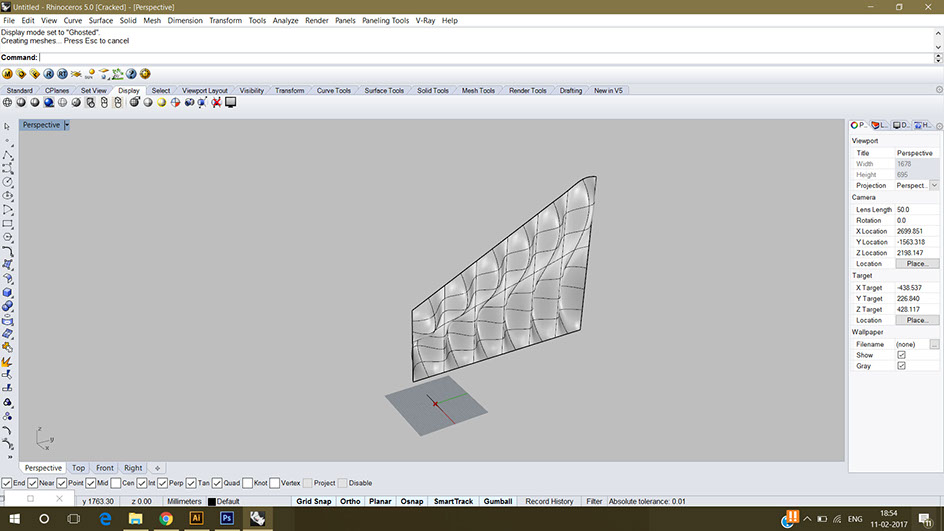 Untitled - Rhinoceros 5.0 [Cracked] - [Perspective]
File Edit View Curve Surface Solid Mesh Dimension Transform Tools Analyze Render Panels Paneling Tools V-Ray Help
Display mode set to "Ghosted".
Creating meshes... Press Esc to cancel
Command:
Standard CPlanes Set View Display Select Viewport Layout Visibility Transform Curve Tools Surface Tools Solid Tools Mesh Tools Render Tools Drafting New in V5
Perspective
P.. L... D.. H..
Viewport
Title Perspective
Width 1678
Height 695
Projection Perspect...
Camera
Lens Length 50.0
Rotation 0.0
X Location 2699.851
Y Location -1563.318
Z Location 2198.147
Location Place...
Target
X Target -438.537
Y Target 226.840
Z Target 428.117
Location Place...
Wallpaper
Filename (none) ...
Show
Gray
z
y
x
Perspective Top Front Right
End Near Point Mid Cen Int Perp Tan Quad Knot Vertex Project Disable
y 1763.30 z 0.00 Millimeters Default Grid Snap Ortho Planar Osnap SmartTrack Gumball Record History Filter Absolute tolerance: 0.01
Ai Ps ENG 18:54
11-02-2017